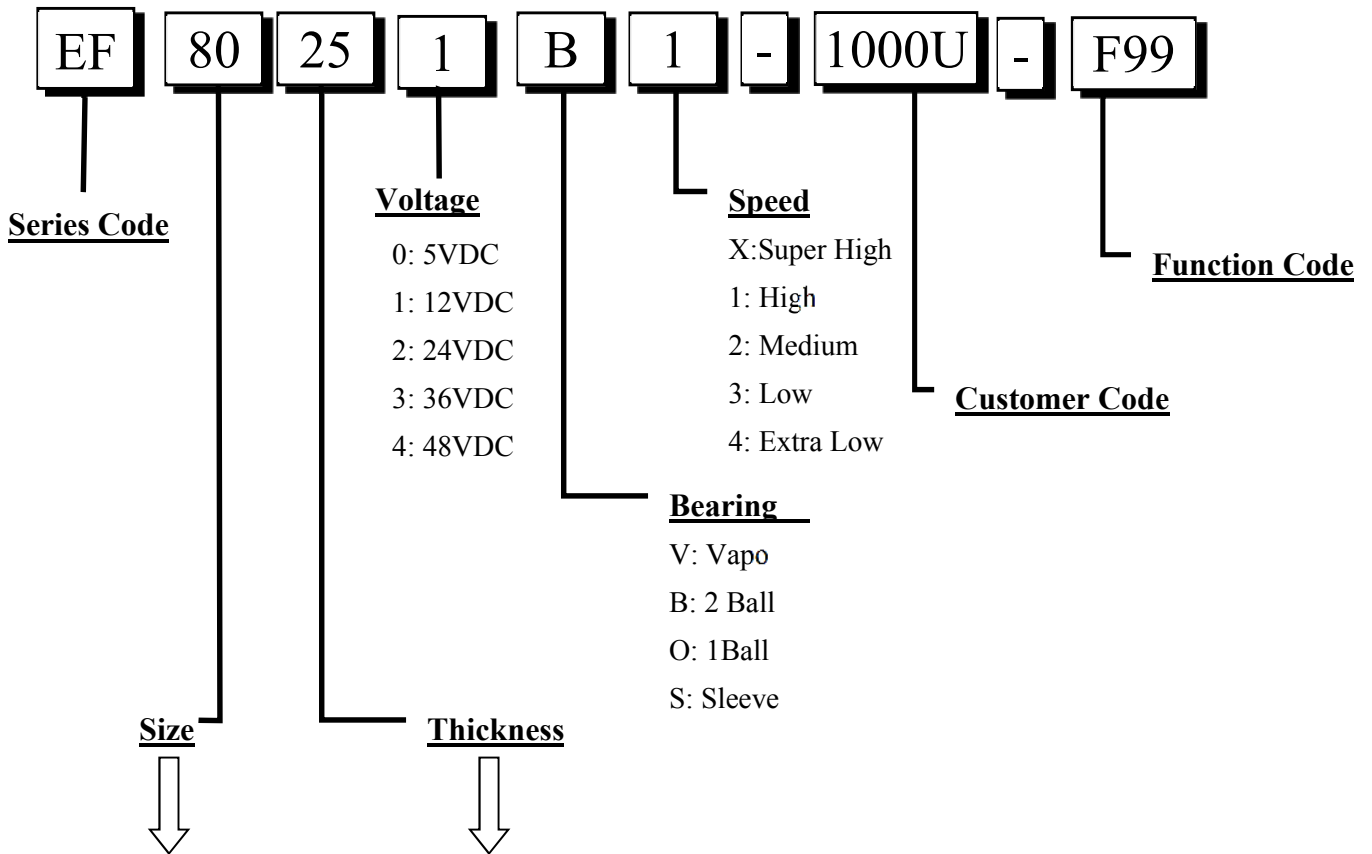 EF 80 25 1 B 1 - 1000U - F99
Series Code
Voltage
0: 5VDC
1: 12VDC
2: 24VDC
3: 36VDC
4: 48VDC
Speed
X:Super High
1: High
2: Medium
3: Low
4: Extra Low
Function Code
Customer Code
Bearing
V: Vapo
B: 2 Ball
O: 1Ball
S: Sleeve
Size
Thickness